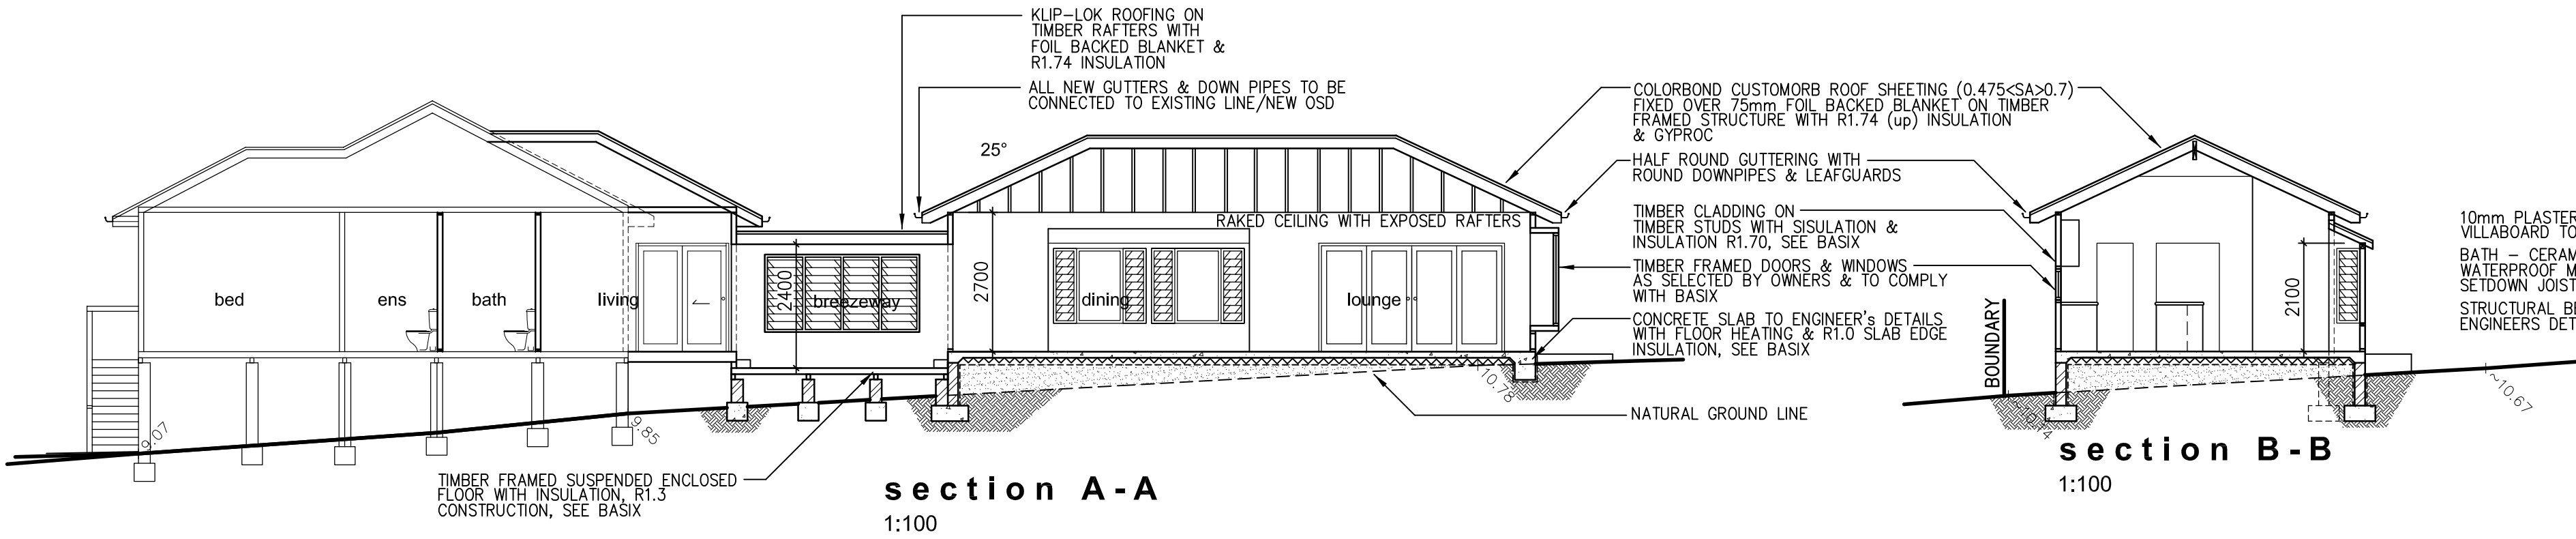 KLIP-LOK ROOFING ON
TIMBER RAFTERS WITH
FOIL BACKED BLANKET &
R1.74 INSULATION
ALL NEW GUTTERS & DOWN PIPES TO BE
CONNECTED TO EXISTING LINE/NEW OSD
25°
COLORBOND CUSTOMORB ROOF SHEETING (0.475<SA>0.7)
FIXED OVER 75mm FOIL BACKED BLANKET ON TIMBER
FRAMED STRUCTURE WITH R1.74 (up) INSULATION
& GYPROC
HALF ROUND GUTTERING WITH
ROUND DOWNPIPES & LEAFGUARDS
RAKED CEILING WITH EXPOSED RAFTERS
TIMBER CLADDING ON
TIMBER STUDS WITH SISULATION &
INSULATION R1.70, SEE BASIX
TIMBER FRAMED DOORS & WINDOWS
AS SELECTED BY OWNERS & TO COMPLY
WITH BASIX
CONCRETE SLAB TO ENGINEER's DETAILS
WITH FLOOR HEATING & R1.0 SLAB EDGE
INSULATION, SEE BASIX
NATURAL GROUND LINE
bed
ens
bath
living
2400
breezeway
2700
dining
lounge
9.07
9.85
~10.78
TIMBER FRAMED SUSPENDED ENCLOSED
FLOOR WITH INSULATION, R1.3
CONSTRUCTION, SEE BASIX
section A-A
1:100
BOUNDARY
2100
section B-B
1:100
10mm PLASTER
VILLABOARD TO
BATH - CERAM
WATERPROOF M
SETDOWN JOIST
STRUCTURAL BE
ENGINEERS DET
~10.67